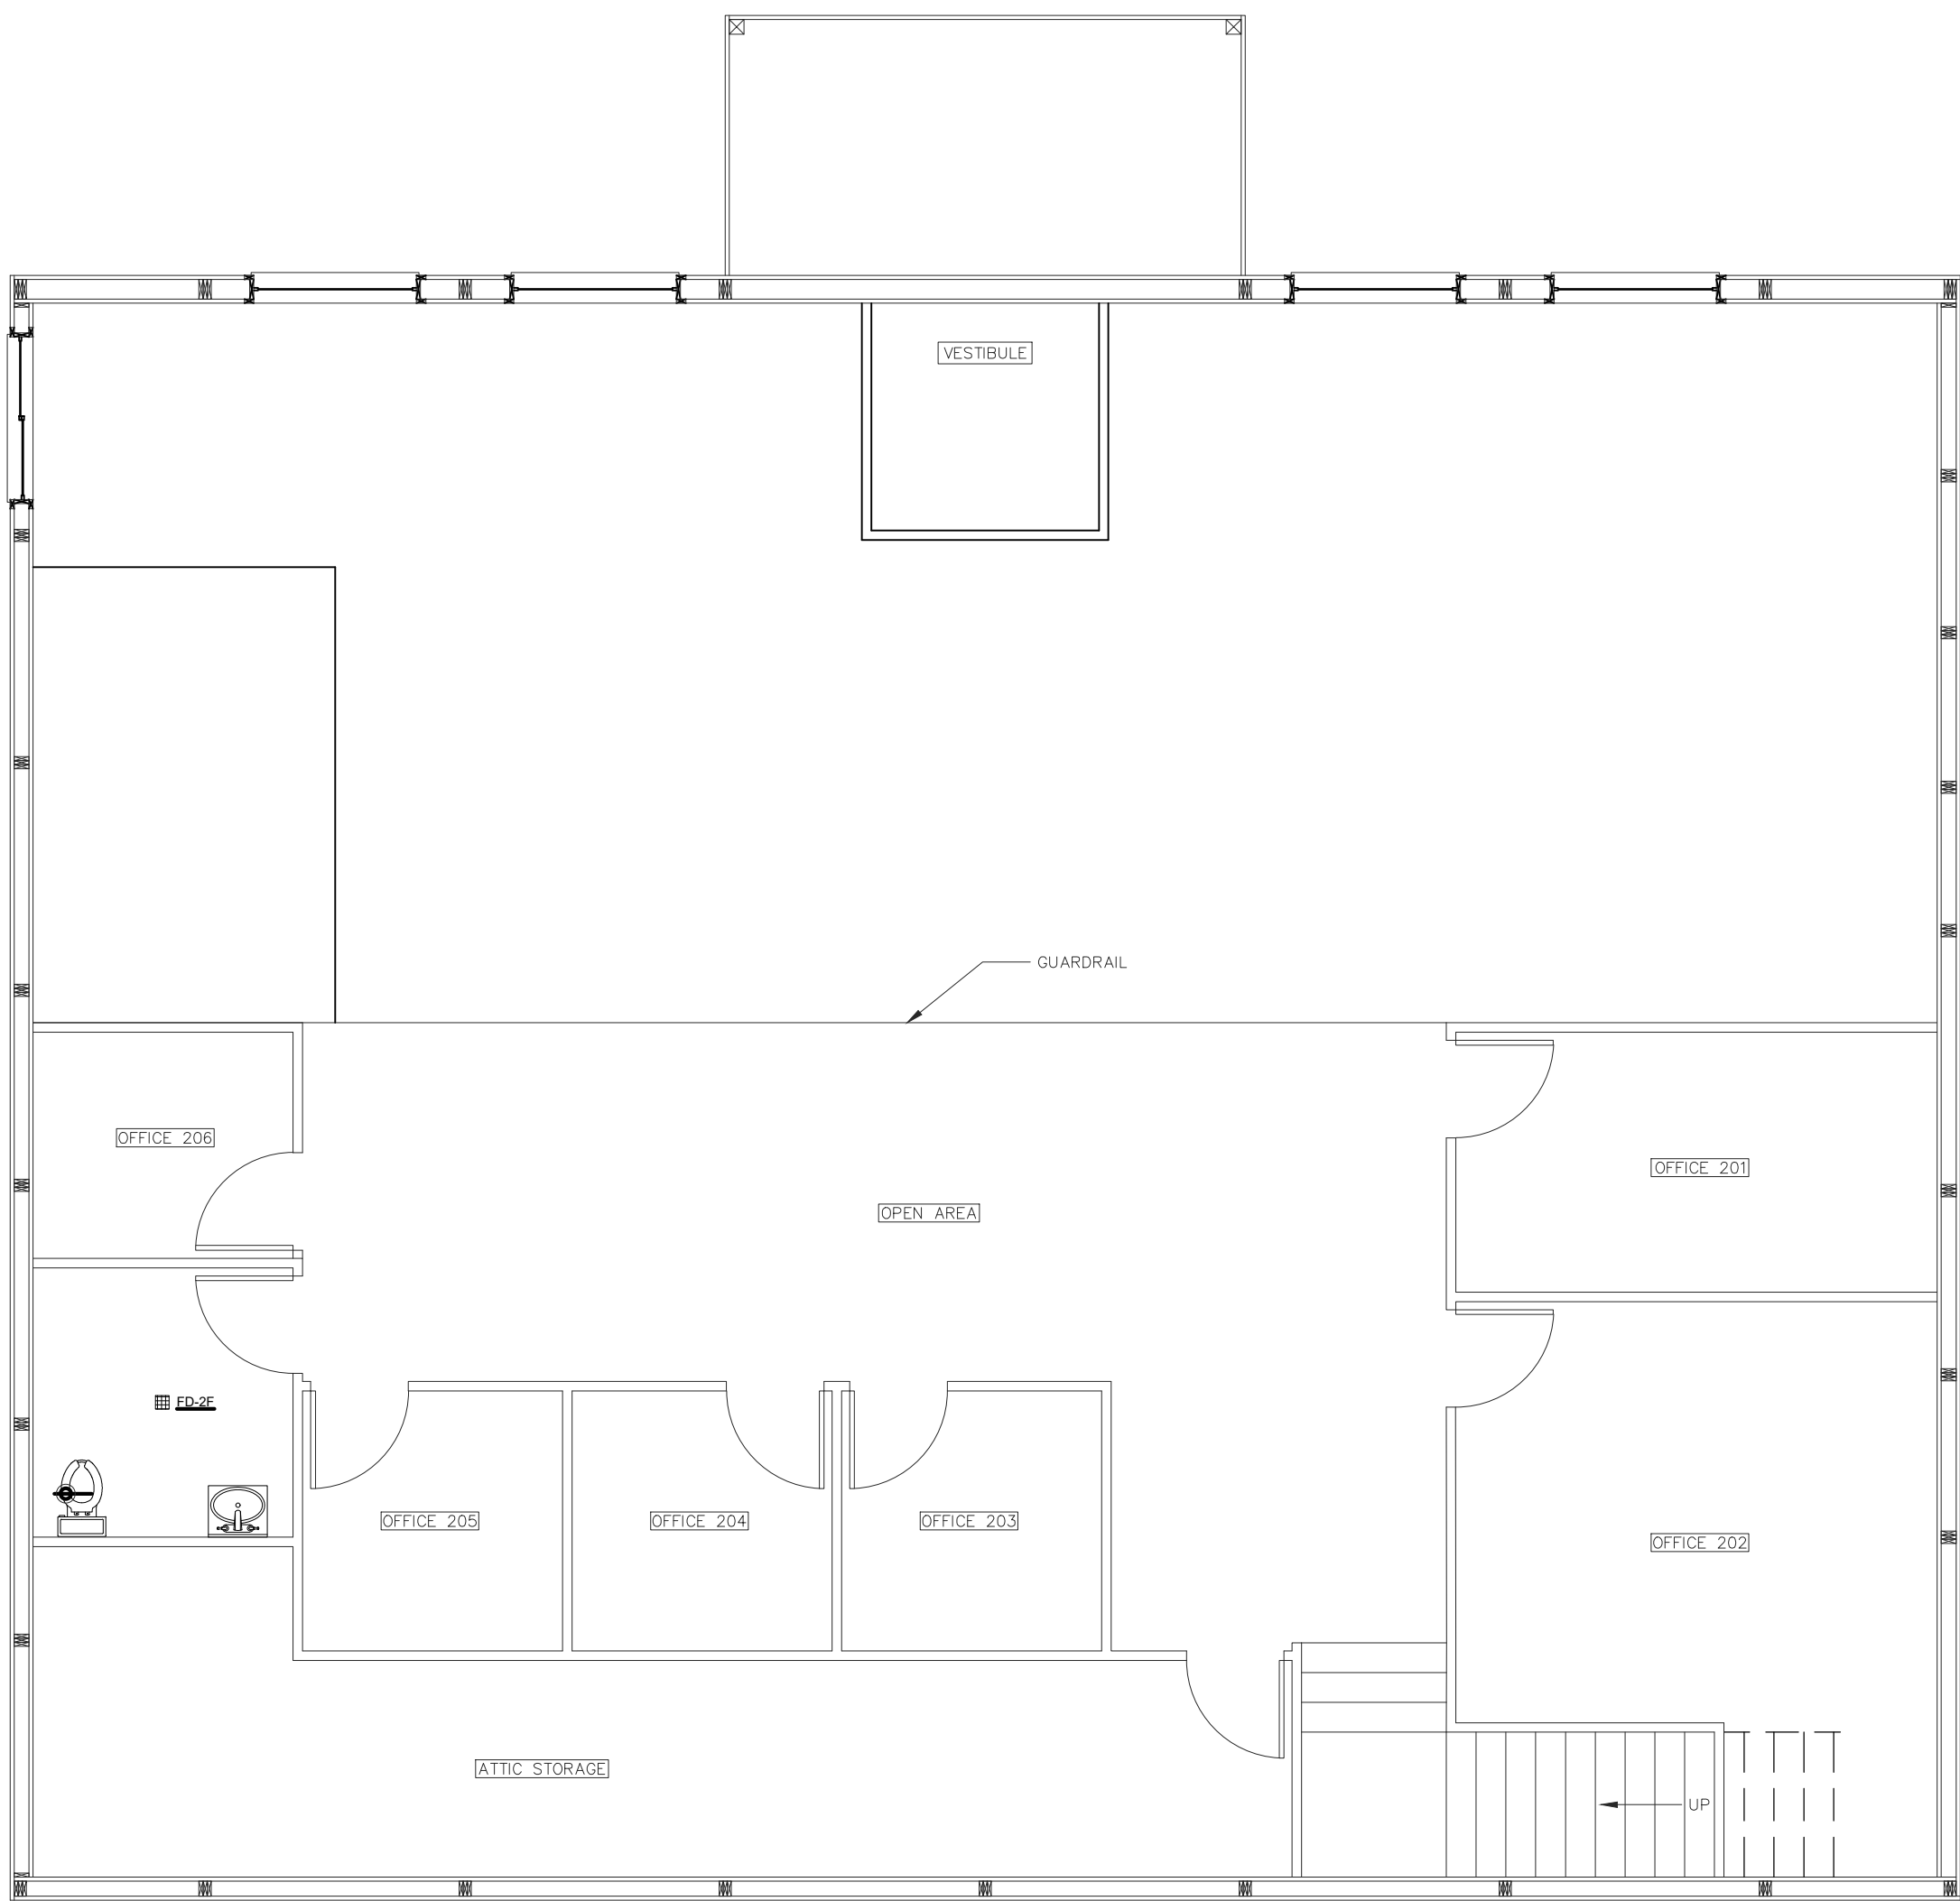 VESTIBULE
GUARDRAIL
OFFICE 206
OFFICE 201
OPEN AREA
FD-2F
OFFICE 205
OFFICE 204
OFFICE 203
OFFICE 202
ATTIC STORAGE
UP